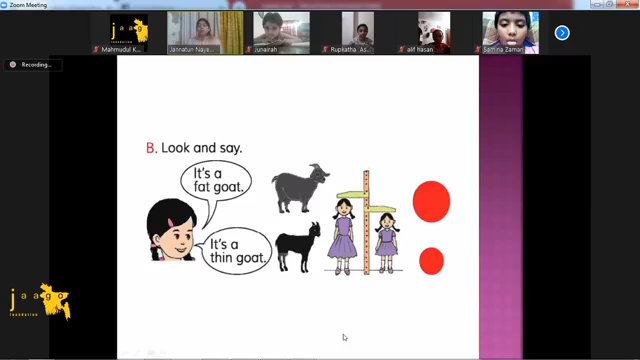 Zoom Meeting
jaago
Mahmudul K...
Jannatun Naye...
Junairah
Rupkatha. As...
alif hasan
Samina Zaman
Recording...
B. Look and say.
It's a
fat goat.
It's a
thin goat.
jaago
foundation